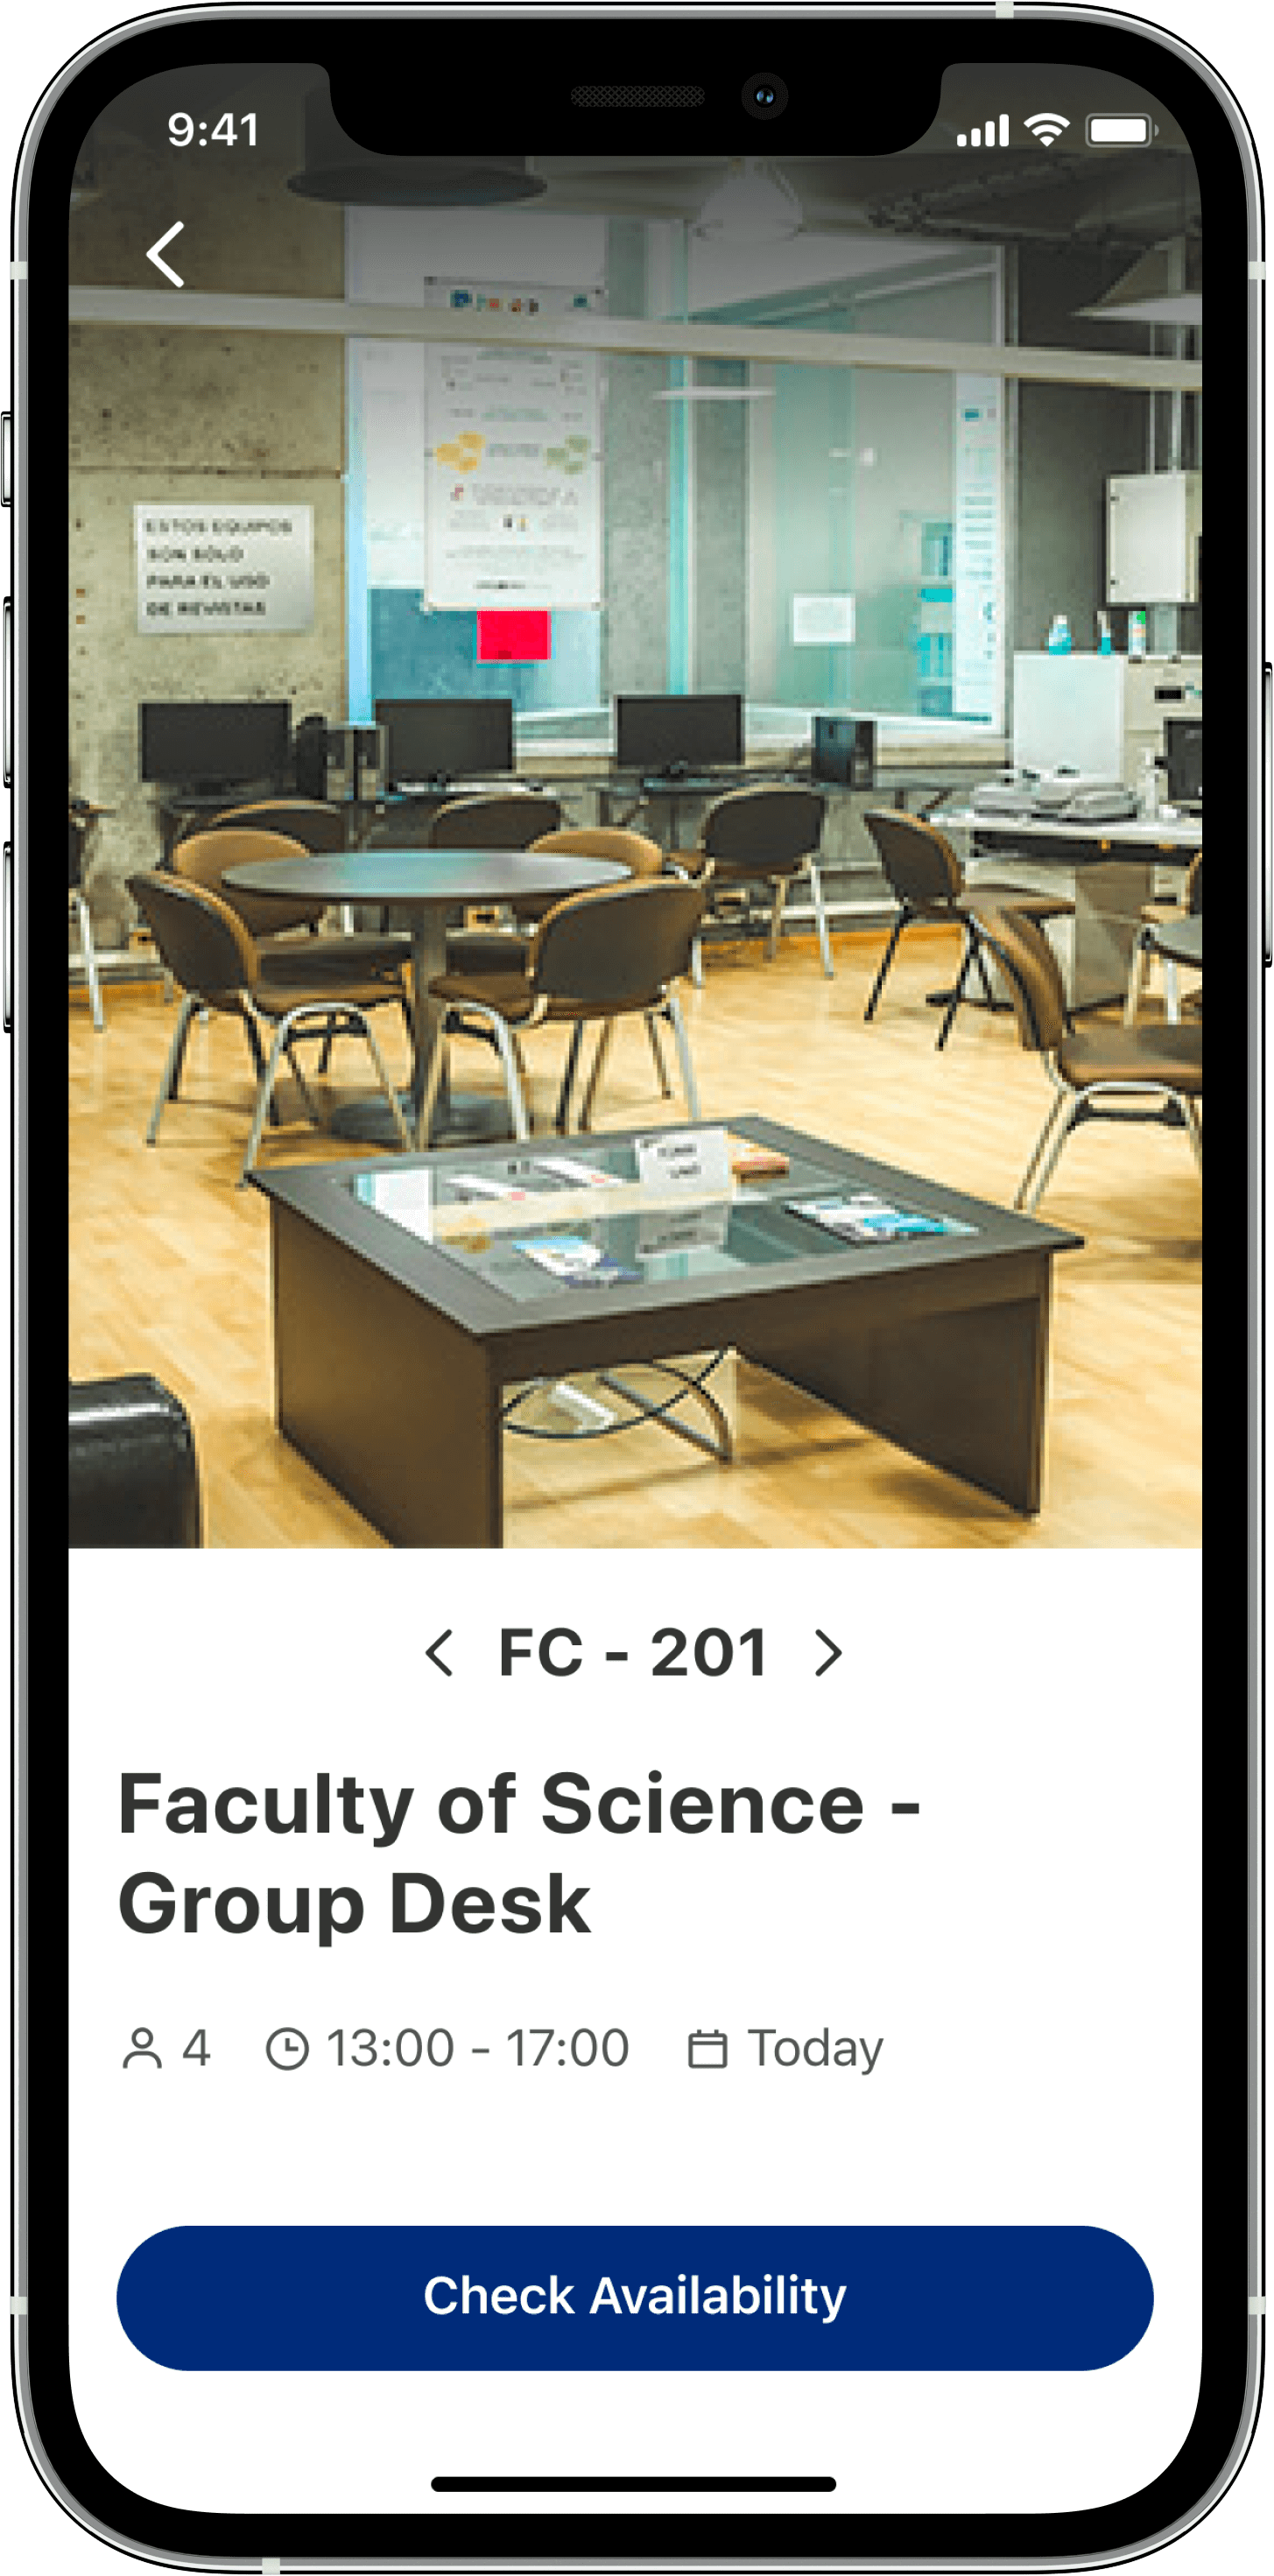 9:41
ESTOS EQUIPOS
SON SÓLO
PARA EL USO
DE REVISTAS
FC - 201
Faculty of Science -
Group Desk
4 13:00 - 17:00 Today
Check Availability